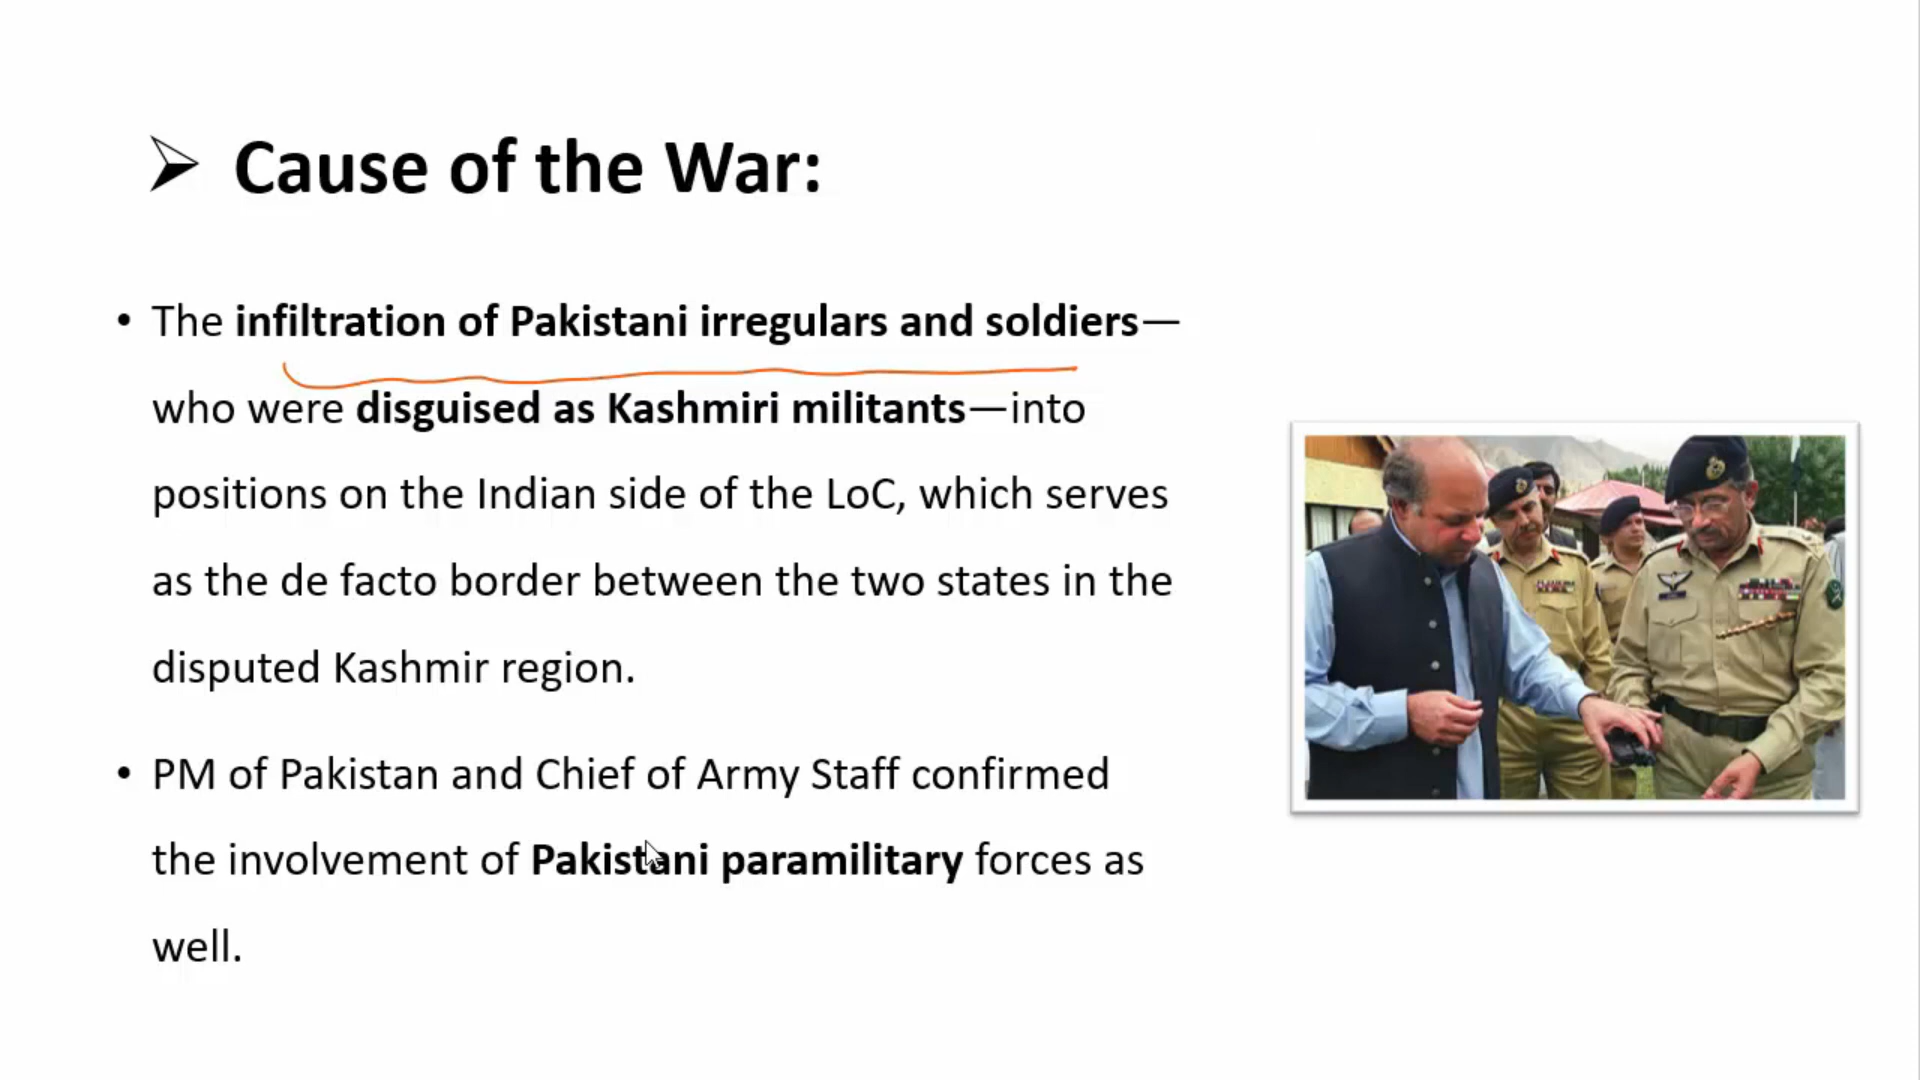 Cause of the War:
The infiltration of Pakistani irregulars and soldiers—
who were disguised as Kashmiri militants—into
positions on the Indian side of the LoC, which serves
as the de facto border between the two states in the
disputed Kashmir region.
PM of Pakistan and Chief of Army Staff confirmed
the involvement of Pakistani paramilitary forces as
well.